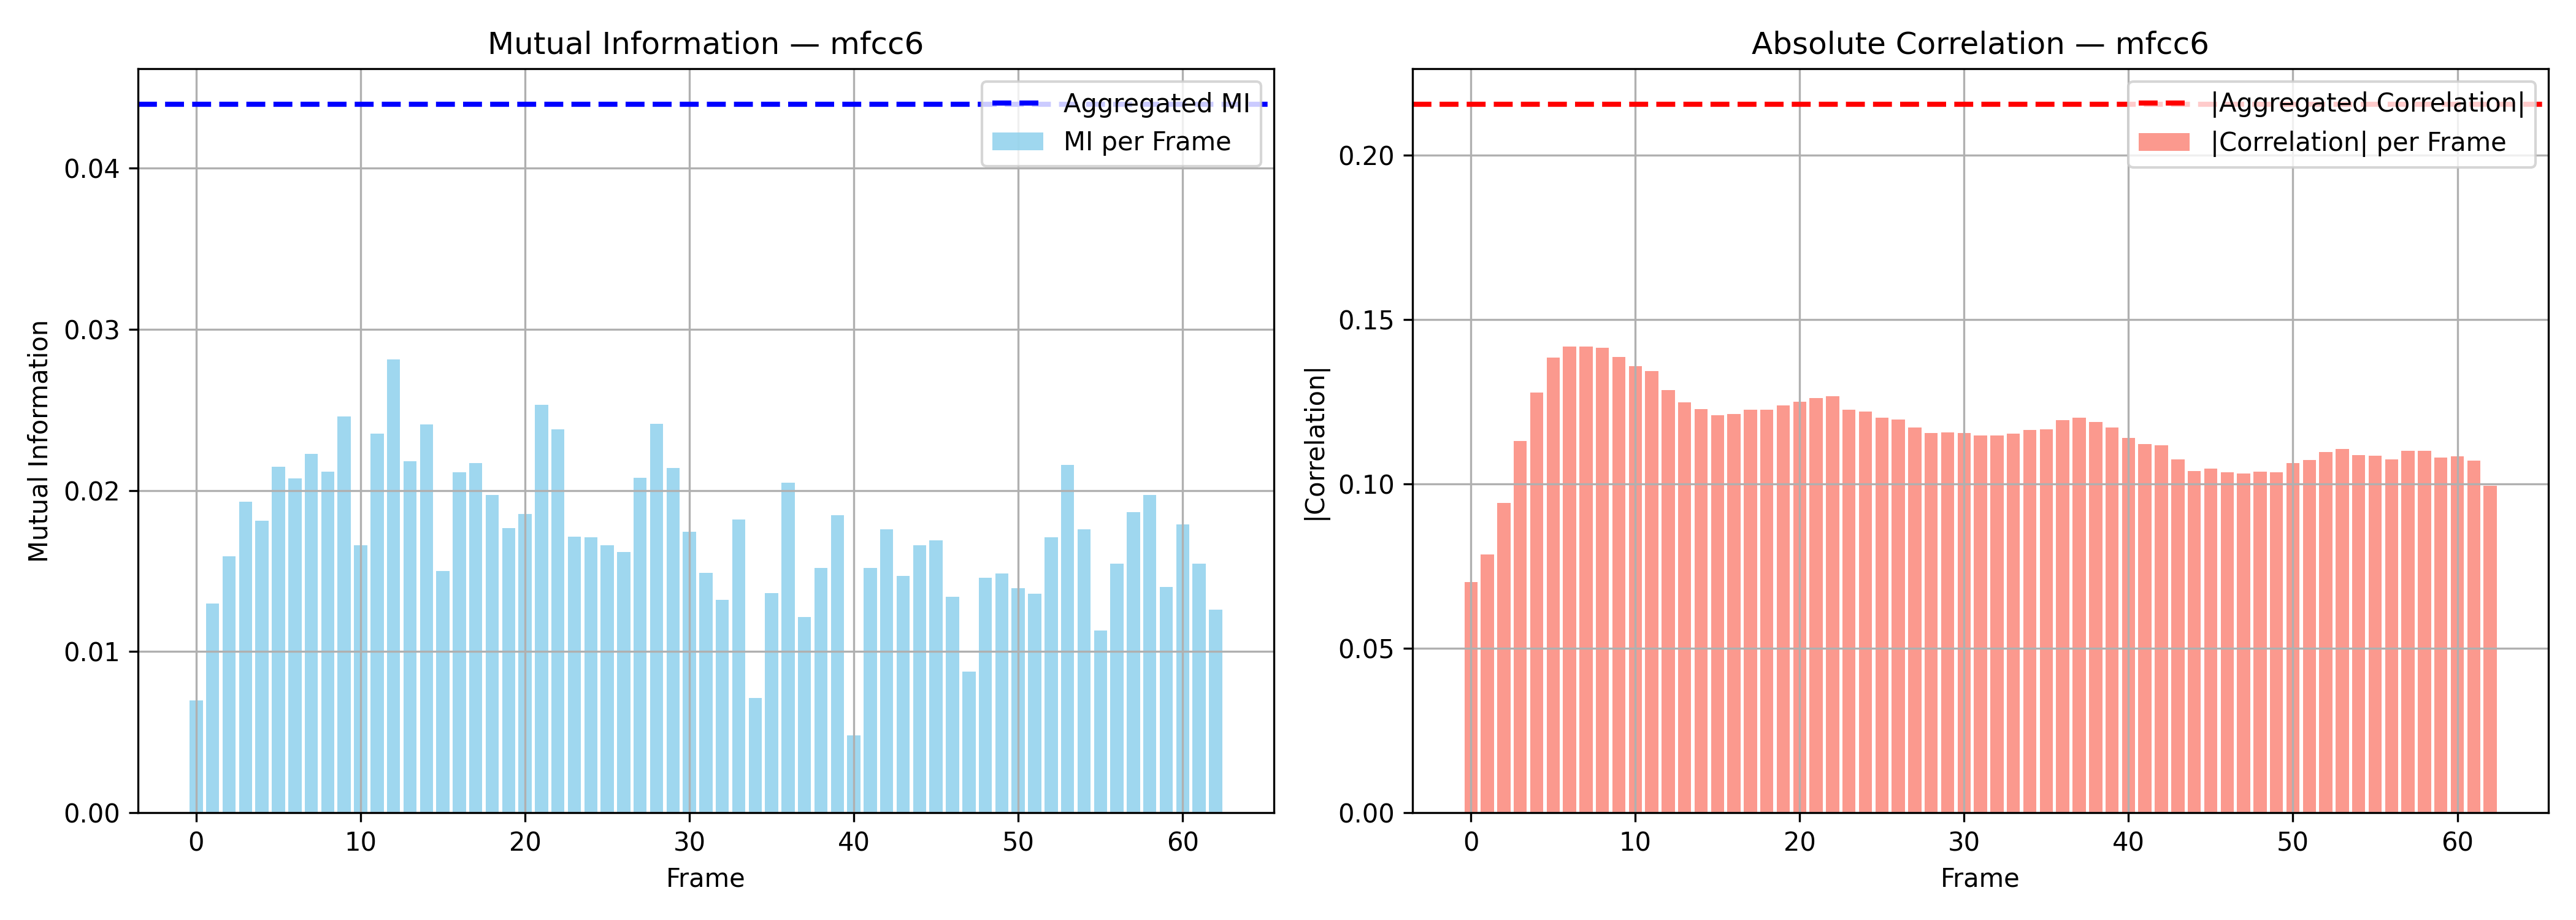 Mutual Information — mfcc6
Aggregated MI
MI per Frame
Mutual Information
0.04
0.03
0.02
0.01
0.00
0 10 20 30 40 50 60
Frame
Absolute Correlation — mfcc6
|Aggregated Correlation|
|Correlation| per Frame
|Correlation|
0.20
0.15
0.10
0.05
0.00
0 10 20 30 40 50 60
Frame